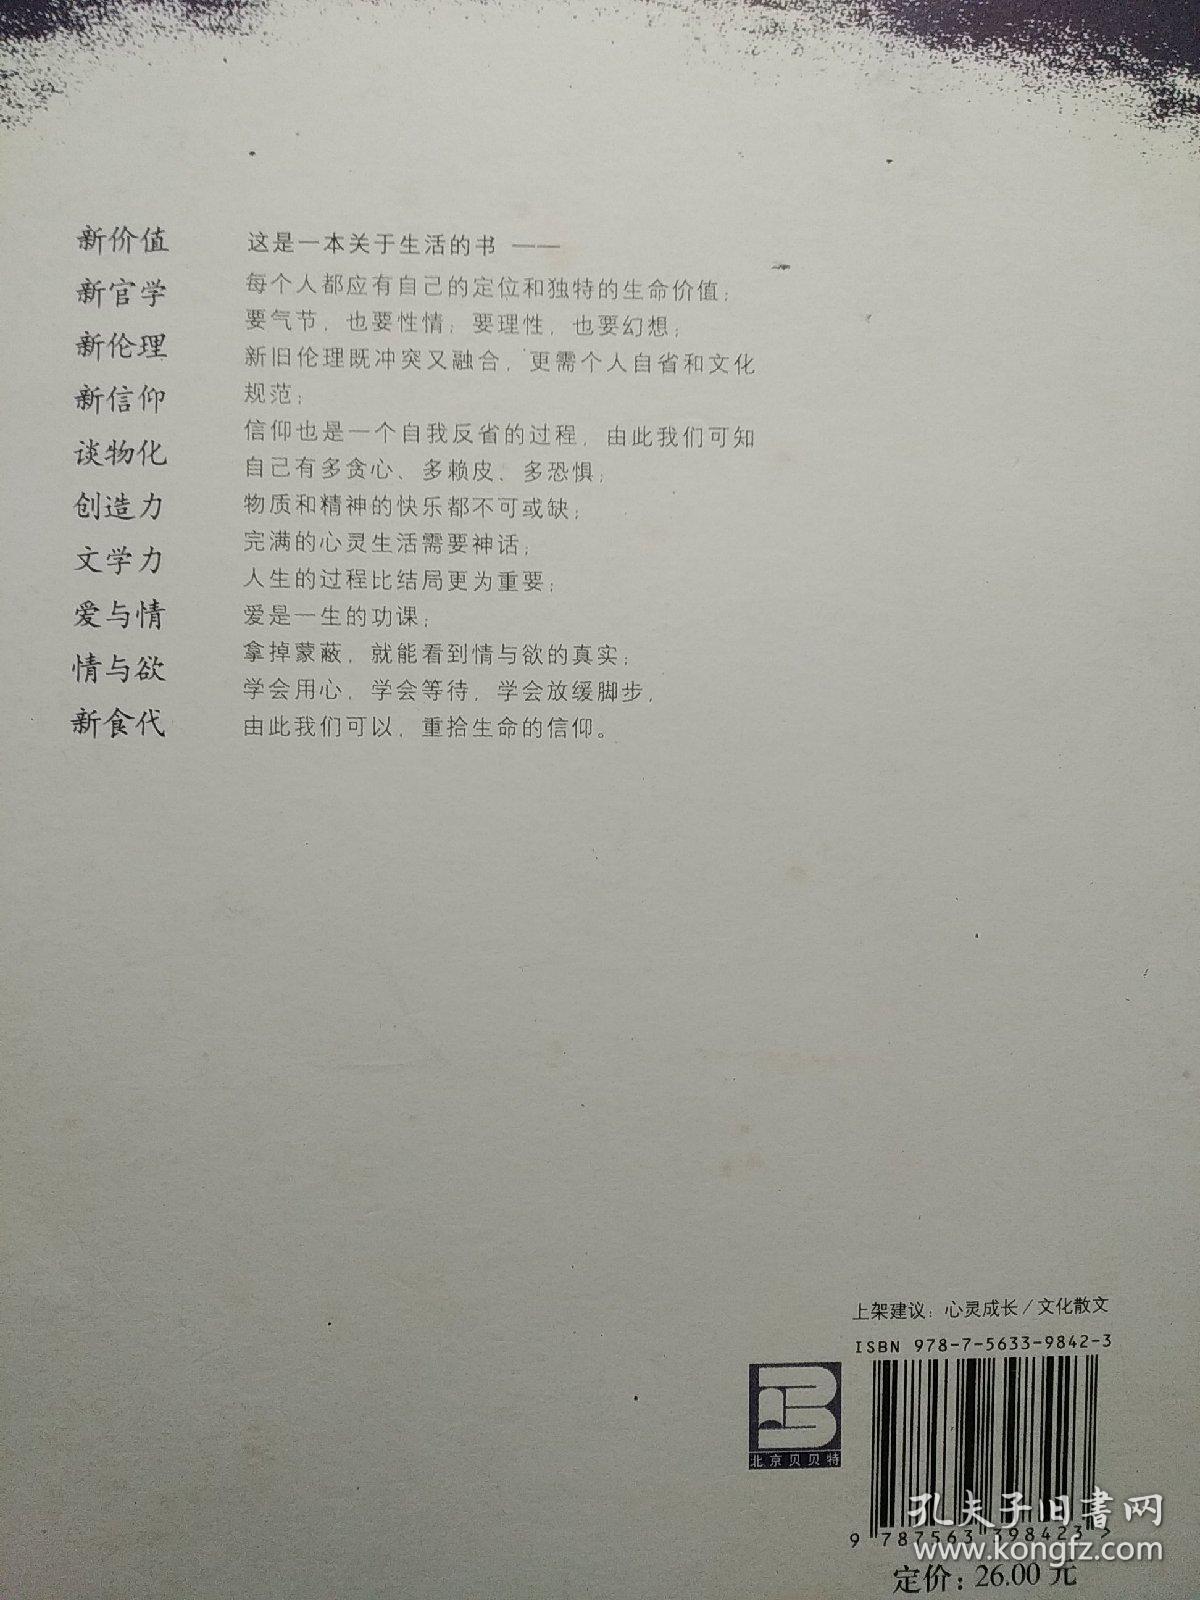 新价值
新官学
新伦理
新信仰
谈物化
创造力
文学力
爱与情
情与欲
新食代
这是一本关于生活的书 ——
每个人都应有自己的定位和独特的生命价值；
要气节，也要性情；要理性，也要幻想；
新旧伦理既冲突又融合，更需个人自省和文化
规范；
信仰也是一个自我反省的过程，由此我们可知
自己有多贪心、多赖皮、多恐惧；
物质和精神的快乐都不可或缺；
完满的心灵生活需要神话；
人生的过程比结局更为重要；
爱是一生的功课；
拿掉蒙蔽，就能看到情与欲的真实；
学会用心，学会等待，学会放缓脚步，
由此我们可以，重拾生命的信仰。
上架建议：心灵成长/文化散文
ISBN 978-7-5633-9842-3
北京贝贝特
孔夫子旧書网
9 787563 398423 >
www.kongfz.com
定价：26.00 元